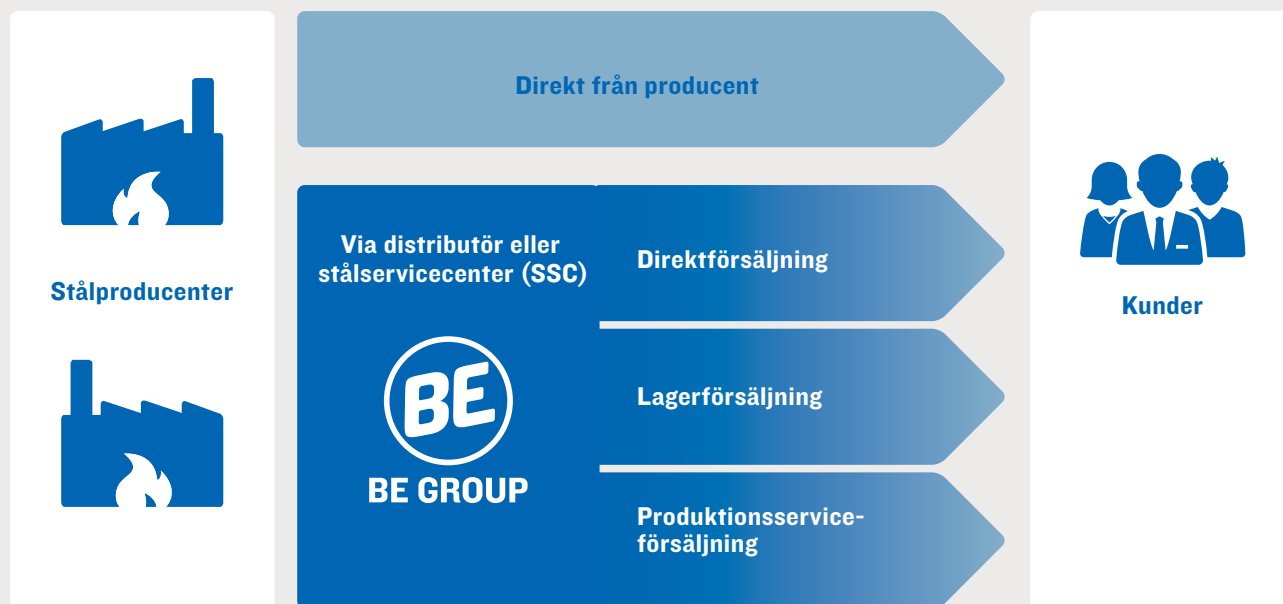 Direkt från producent
Stålproducenter
Via distributör eller
stålservicecenter (SSC)
BE
BE GROUP
Direktförsäljning
Lagerförsäljning
Produktionsservice-
försäljning
Kunder